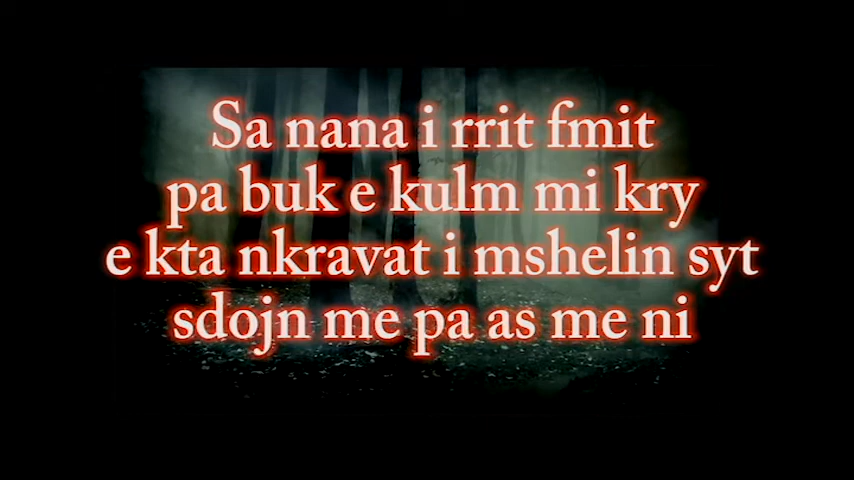 Sa nana i rrit fmit
pa buk e kulm mi kry
e kta nkravat i mshelin syt
sdojn me pa as me ni